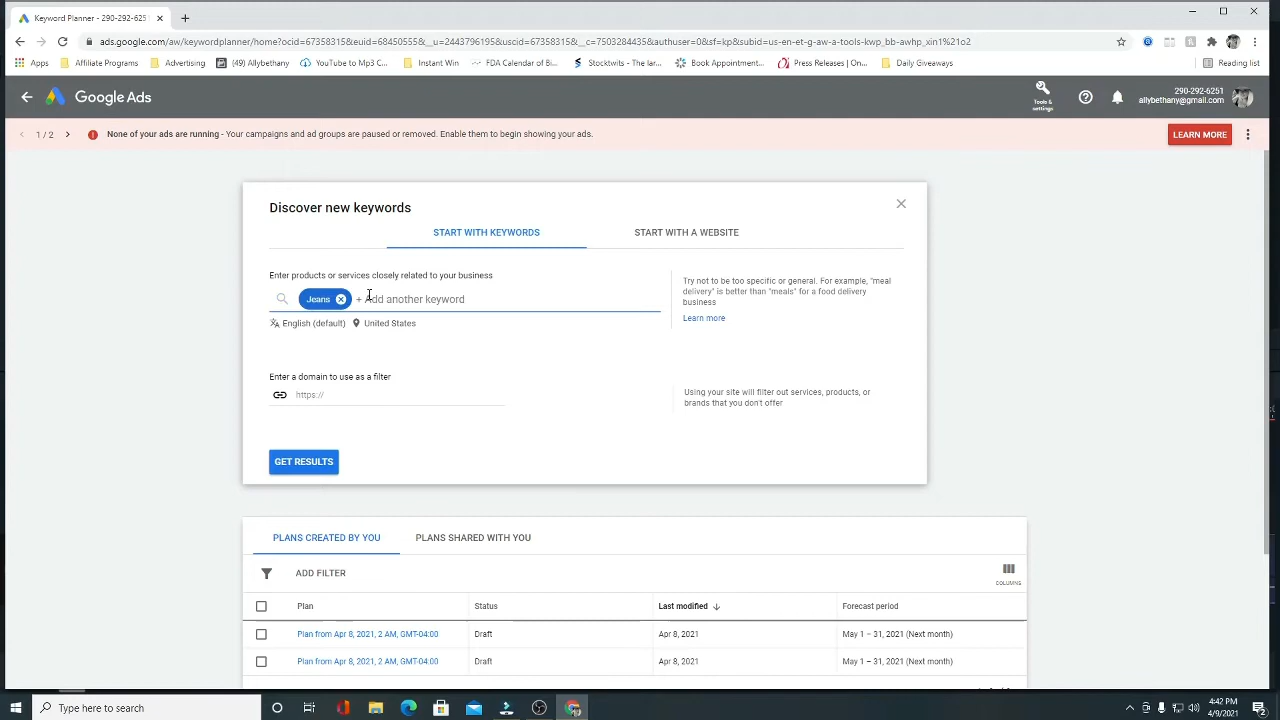 Keyword Planner - 290-292-6251
ads.google.com/aw/keywordplanner/home?ocid=67358315&euid=68450555&__u=2443796195&uscid=67358315&__c=7503284435&authuser=0&sf=kp&subid=us-en-et-g-aw-a-tools-kwp_bb-awhp_xin1%21o2
Apps Affiliate Programs Advertising (49) Allybethany YouTube to Mp3 C... Instant Win FDA Calendar of Bi... Stocktwits - The lar... Book Appointment... Press Releases | On... Daily Giveaways Reading list
Google Ads
Tools &
settings
290-292-6251
allybethany@gmail.com
1 / 2
None of your ads are running - Your campaigns and ad groups are paused or removed. Enable them to begin showing your ads.
LEARN MORE
Discover new keywords
START WITH KEYWORDS START WITH A WEBSITE
Enter products or services closely related to your business
Jeans + Add another keyword
English (default) United States
Try not to be too specific or general. For example, "meal
delivery" is better than "meals" for a food delivery
business
Learn more
Enter a domain to use as a filter
https://
Using your site will filter out services, products, or
brands that you don't offer
GET RESULTS
PLANS CREATED BY YOU PLANS SHARED WITH YOU
ADD FILTER
COLUMNS
Plan Status Last modified Forecast period
Plan from Apr 8, 2021, 2 AM, GMT-04:00 Draft Apr 8, 2021 May 1 – 31, 2021 (Next month)
Plan from Apr 8, 2021, 2 AM, GMT-04:00 Draft Apr 8, 2021 May 1 – 31, 2021 (Next month)
Type here to search
4:42 PM
4/9/2021